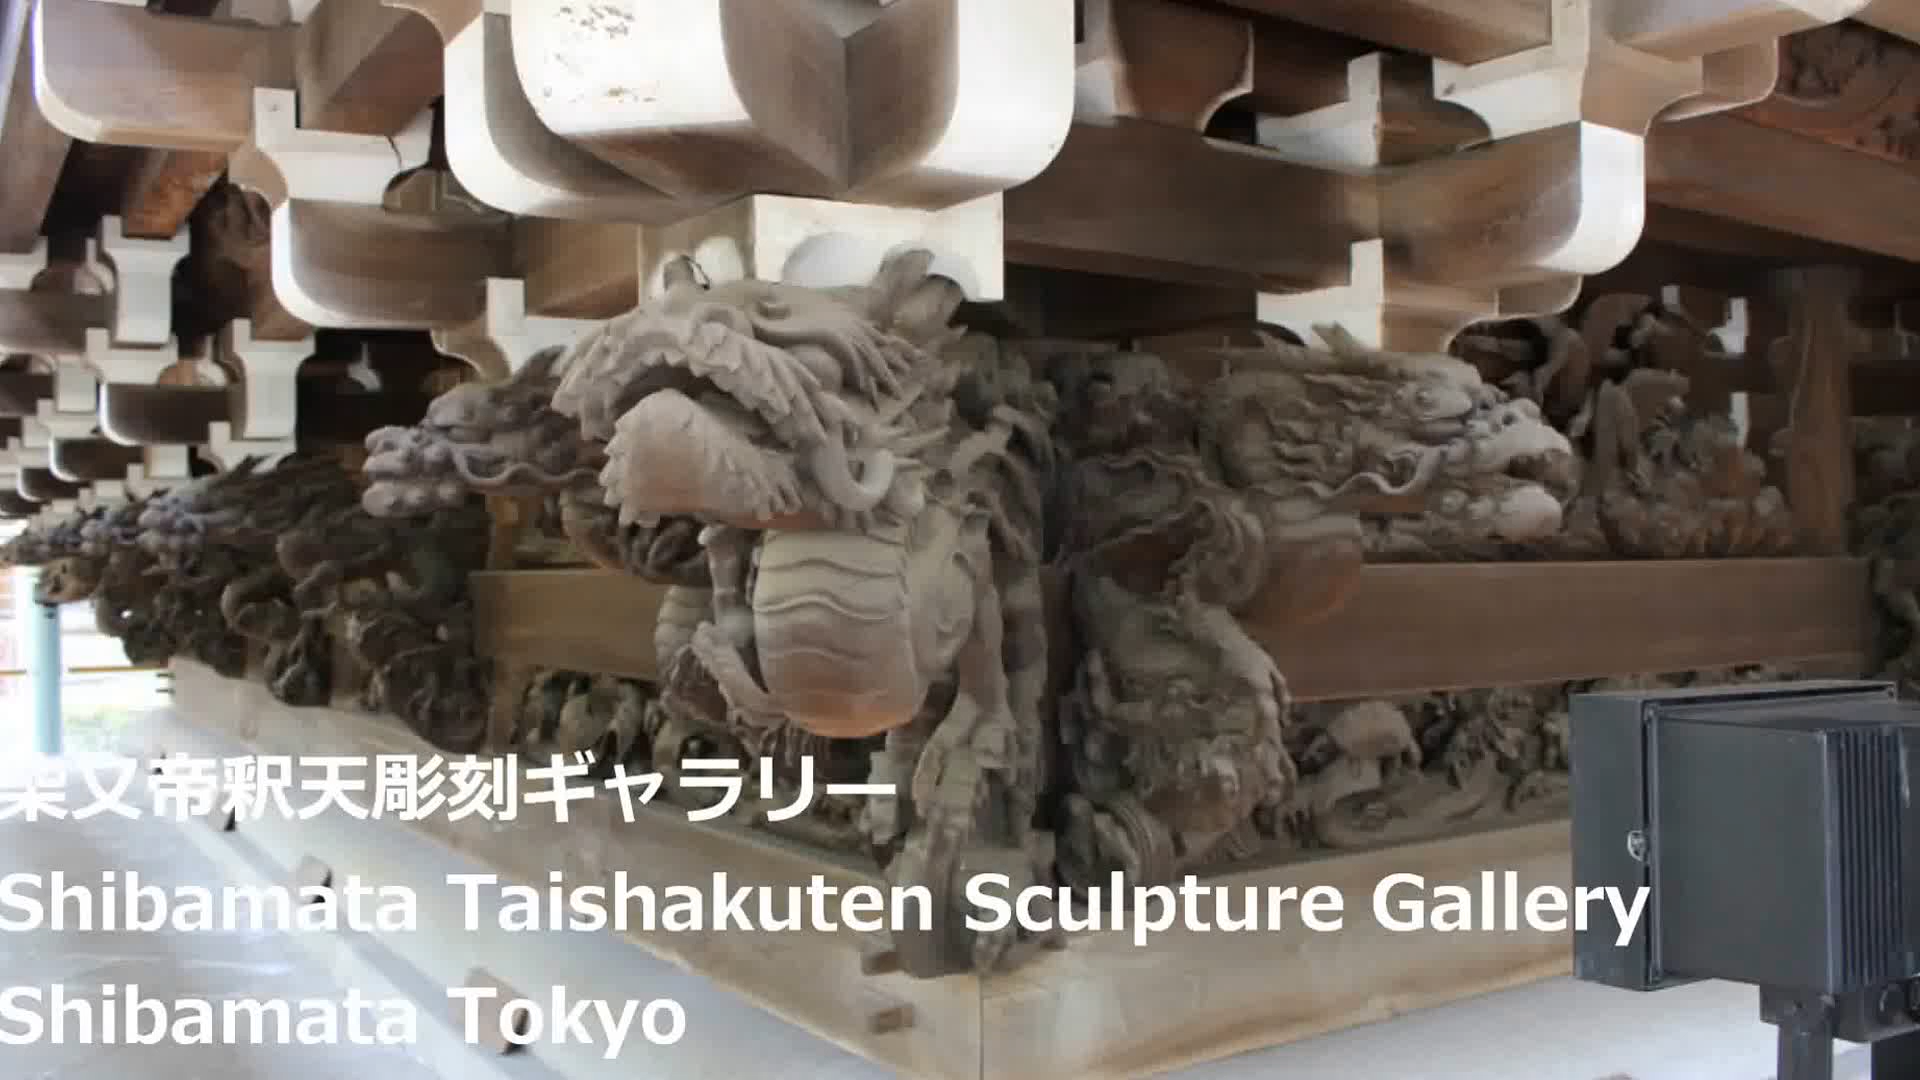 柴又帝釈天彫刻ギャラリー
Shibamata Taishakuten Sculpture Gallery
Shibamata Tokyo